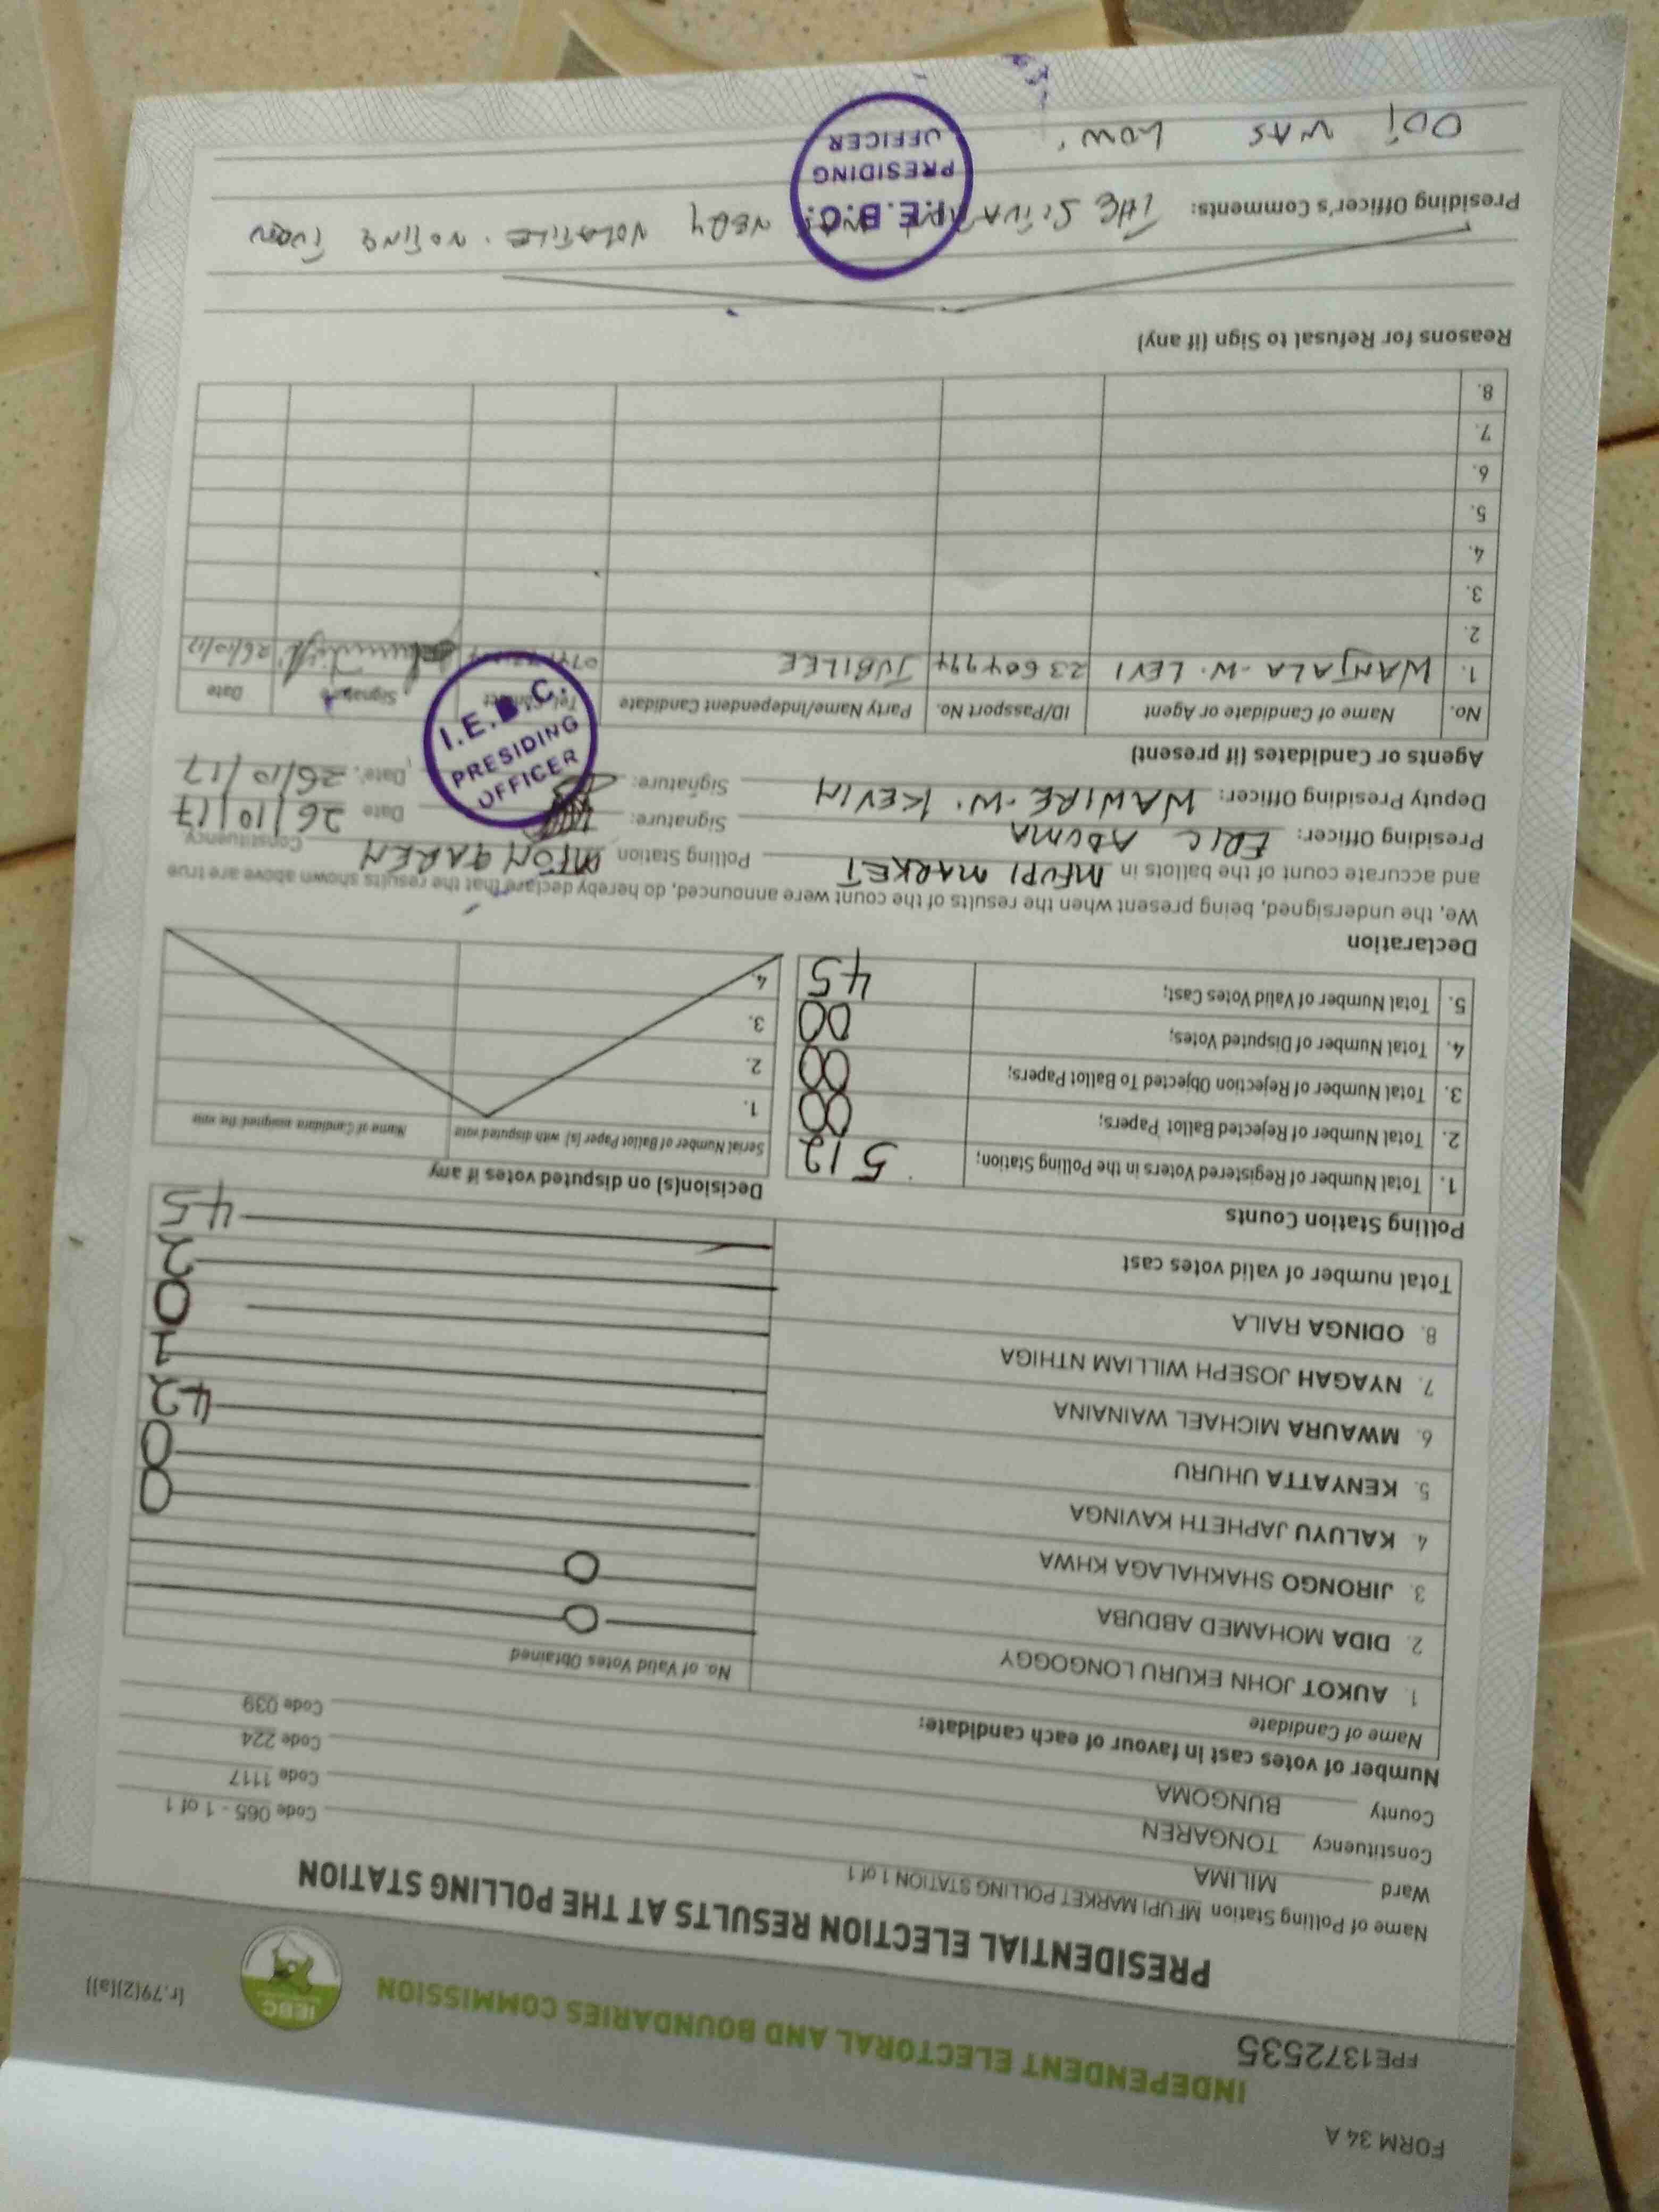 FORM 34 A
INDEPENDENT ELECTORAL AND BOUNDARIES COMMISSION
FPE1372535
IEBC
(r.79(2)(a))
PRESIDENTIAL ELECTION RESULTS AT THE POLLING STATION
Name of Polling Station MFUPI MARKET POLLING STATION 1 of 1 Code 065 - 1 of 1
Ward MILIMA Code 1117
Constituency TONGAREN Code 224
County BUNGOMA Code 039
Number of votes cast in favour of each candidate:
Name of Candidate No. of Valid Votes Obtained
1. AUKOT JOHN EKURU LONGOGGY 0
2. DIDA MOHAMED ABDUBA 0
3. JIRONGO SHAKHALAGA KHWA 0
4. KALUYU JAPHETH KAVINGA 0
5. KENYATTA UHURU 42
6. MWAURA MICHAEL WAINAINA 1
7. NYAGAH JOSEPH WILLIAM NTHIGA 0
8. ODINGA RAILA 2
Total number of valid votes cast 45
Polling Station Counts
1. Total Number of Registered Voters in the Polling Station; 512
2. Total Number of Rejected Ballot Papers; 00
3. Total Number of Rejection Objected To Ballot Papers; 00
4. Total Number of Disputed Votes; 00
5. Total Number of Valid Votes Cast; 45
Decision(s) on disputed votes if any
Serial Number of Ballot Paper (s) with disputed vote Name of Candidate assigned the vote
1.
2.
3.
4.
Declaration
We, the undersigned, being present when the results of the count were announced, do hereby declare that the results shown above are true
and accurate count of the ballots in MFUPI MARKET Polling Station Constituency.
Presiding Officer: ERIC ADUMA Signature: Date 26/10/17
Deputy Presiding Officer: WAWIRE W. KEVIN Signature: Date: 26/10/17
I.E.B.C.
PRESIDING
OFFICER
Agents or Candidates (if present)
No. Name of Candidate or Agent ID/Passport No. Party Name/Independent Candidate Tel. Contact Signature Date
1. WANJALA W. LEVI 23604994 JUBILEE 26/10/17
2.
3.
4.
5.
6.
7.
8.
Reasons for Refusal to Sign (if any)
Presiding Officer's Comments: THE WAS VERY VOLATILE. NOTING TURN
OUT WAS LOW.
I.E.B.C.
PRESIDING
OFFICER